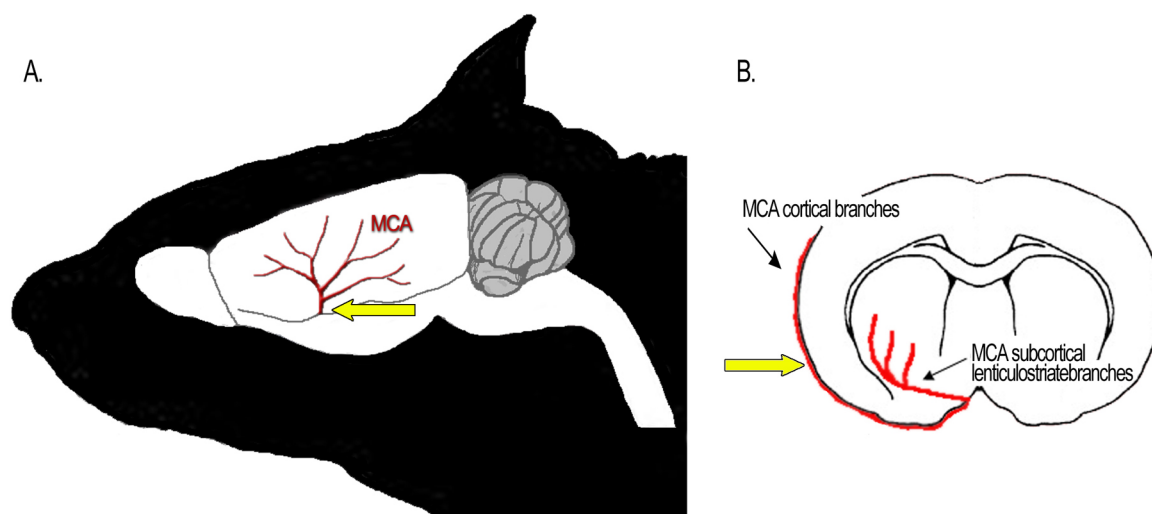 A.
MCA
B.
MCA cortical branches
MCA subcortical
lenticulostriatebranches